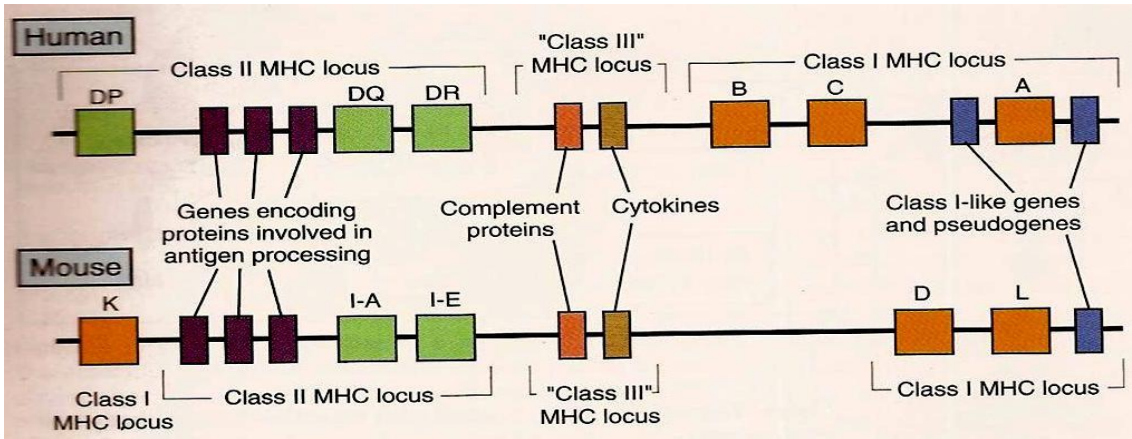 Human
Class II MHC locus
"Class III"
MHC locus
Class I MHC locus
DP
DQ
DR
B
C
A
Genes encoding
proteins involved in
antigen processing
Complement
proteins
Cytokines
Class I-like genes
and pseudogenes
Mouse
K
I-A
I-E
D
L
Class I
MHC locus
Class II MHC locus
"Class III"
MHC locus
Class I MHC locus